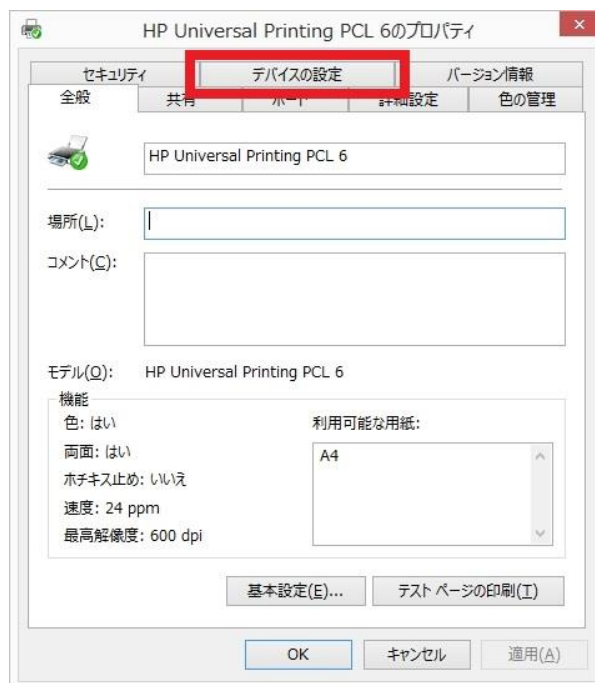 HP Universal Printing PCL 6のプロパティ
セキュリティ デバイスの設定 バージョン情報
全般 共有 ポート 詳細設定 色の管理
HP Universal Printing PCL 6
場所(L):
コメント(C):
モデル(O): HP Universal Printing PCL 6
機能
色: はい 利用可能な用紙:
両面: はい A4
ホチキス止め: いいえ
速度: 24 ppm
最高解像度: 600 dpi
基本設定(E)... テスト ページの印刷(T)
OK キャンセル 適用(A)